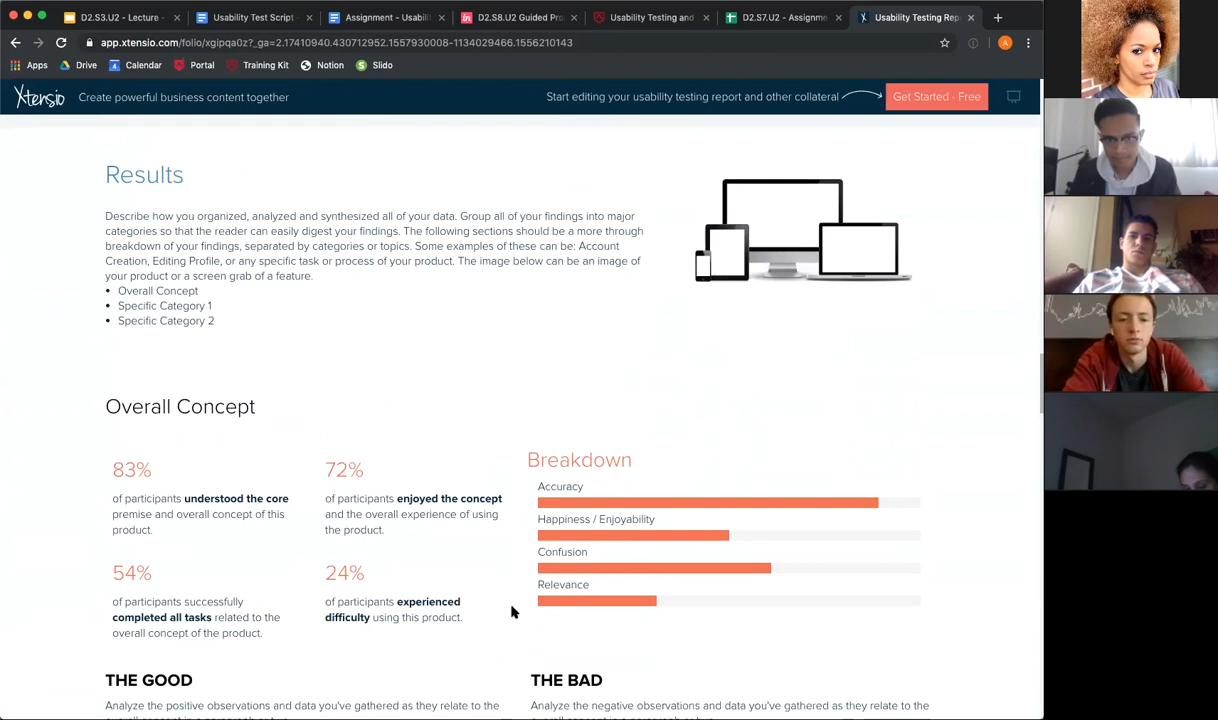 D2.S3.U2 - Lecture -
Usability Test Script -
Assignment - Usabili
D2.S8.U2 Guided Pro
Usability Testing and
D2.S7.U2 - Assignme
Usability Testing Rep
app.xtensio.com/folio/xgipqa0z?_ga=2.17410940.430712952.1557930008-1134029466.1556210143
A
Apps
Drive
Calendar
Portal
Training Kit
Notion
Slido
Xtensio
Create powerful business content together
Start editing your usability testing report and other collateral
Get Started - Free
Results
Describe how you organized, analyzed and synthesized all of your data. Group all of your findings into major
categories so that the reader can easily digest your findings. The following sections should be a more through
breakdown of your findings, separated by categories or topics. Some examples of these can be: Account
Creation, Editing Profile, or any specific task or process of your product. The image below can be an image of
your product or a screen grab of a feature.
• Overall Concept
• Specific Category 1
• Specific Category 2
Overall Concept
83%
of participants understood the core
premise and overall concept of this
product.
72%
of participants enjoyed the concept
and the overall experience of using
the product.
54%
of participants successfully
completed all tasks related to the
overall concept of the product.
24%
of participants experienced
difficulty using this product.
Breakdown
Accuracy
Happiness / Enjoyability
Confusion
Relevance
THE GOOD
Analyze the positive observations and data you've gathered as they relate to the
THE BAD
Analyze the negative observations and data you've gathered as they relate to the